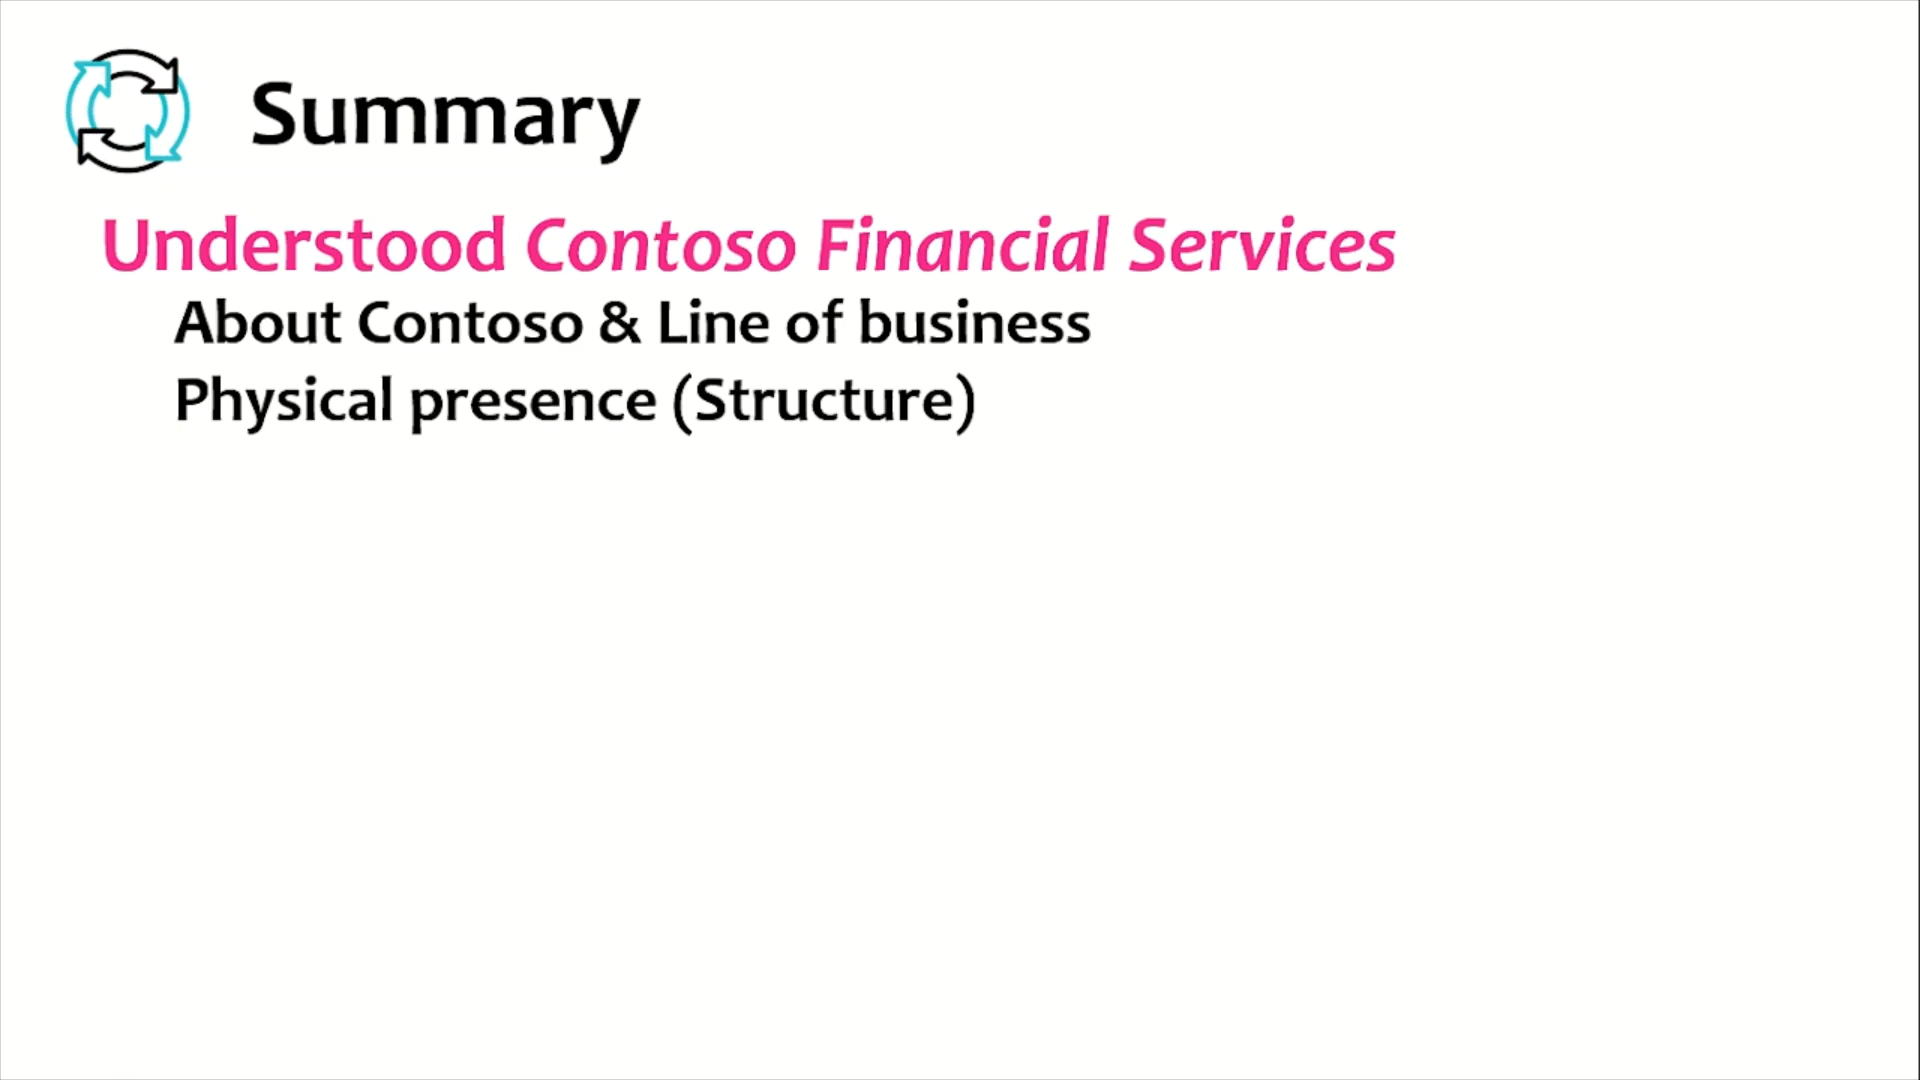 Summary
Understood Contoso Financial Services
About Contoso & Line of business
Physical presence (Structure)